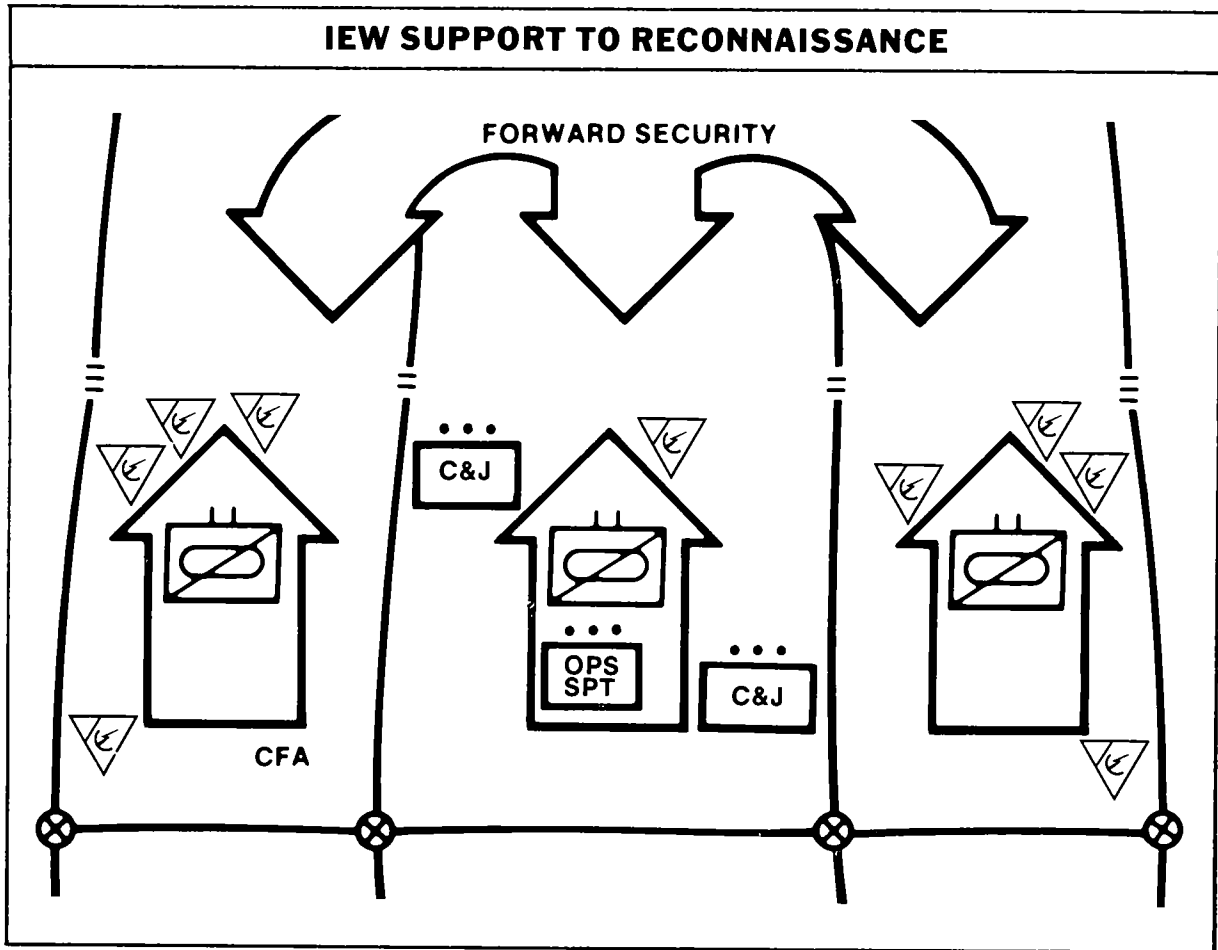 IEW SUPPORT TO RECONNAISSANCE
FORWARD SECURITY
C&J
OPS
SPT
C&J
CFA